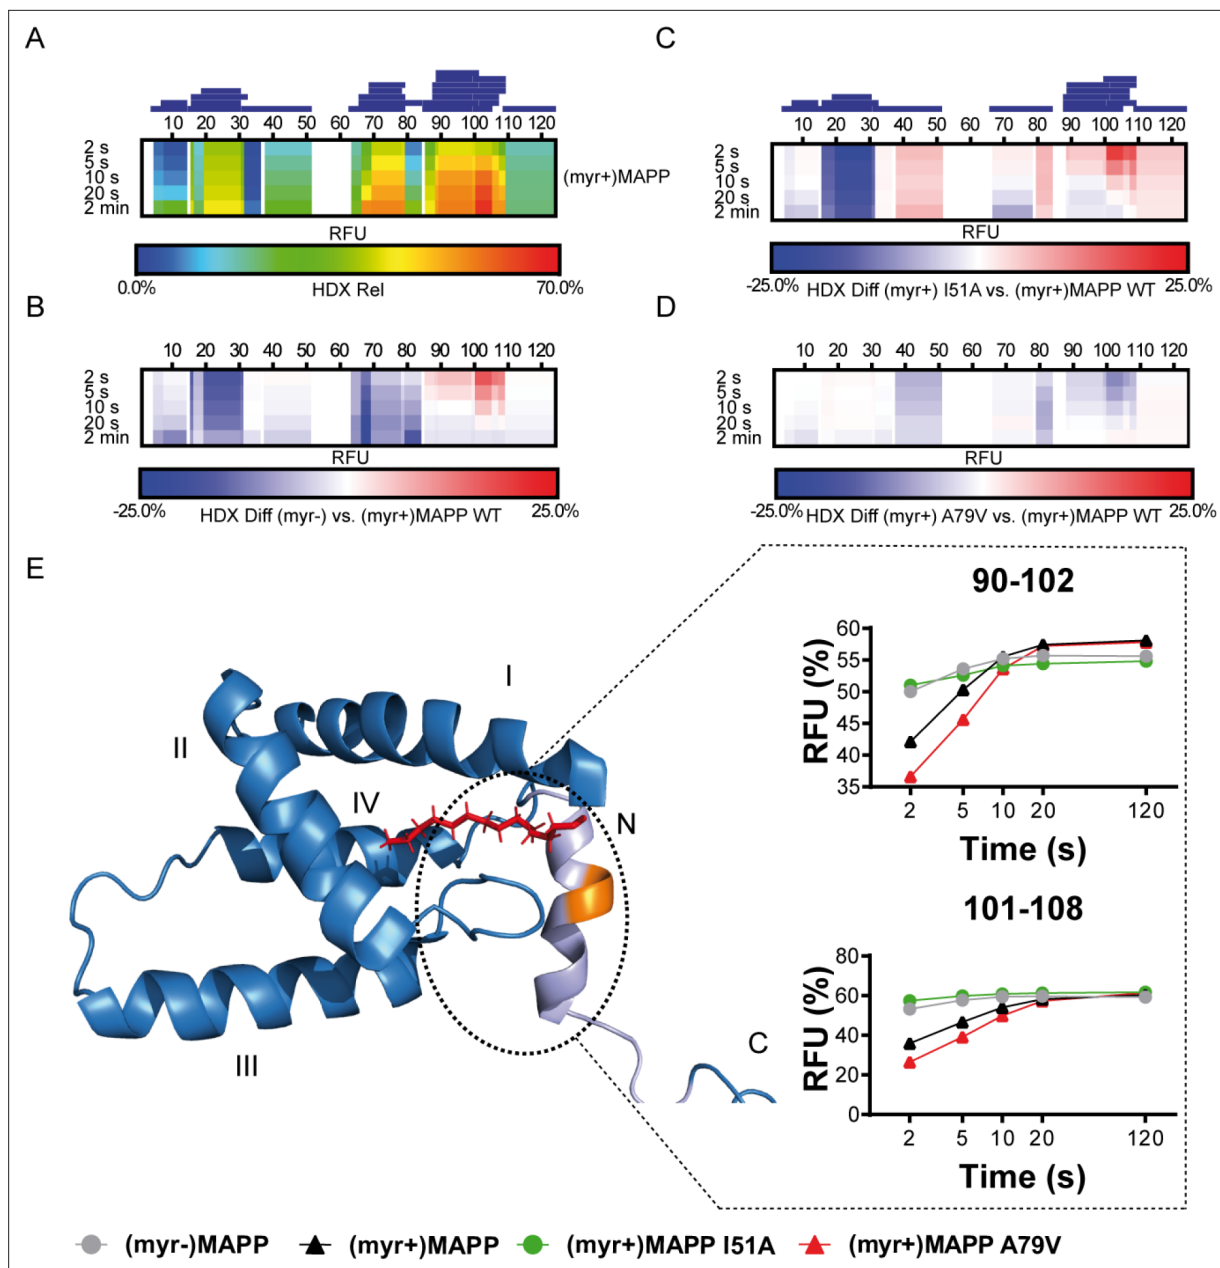 A
10 20 30 40 50 60 70 80 90 100 110 120
2 s
5 s
10 s
20 s
2 min
(myr+)MAPP
RFU
0.0% HDX Rel 70.0%
B
10 20 30 40 50 60 70 80 90 100 110 120
2 s
5 s
10 s
20 s
2 min
RFU
-25.0% HDX Diff (myr-) vs. (myr+)MAPP WT 25.0%
C
10 20 30 40 50 60 70 80 90 100 110 120
2 s
5 s
10 s
20 s
2 min
RFU
-25.0% HDX Diff (myr+) I51A vs. (myr+)MAPP WT 25.0%
D
10 20 30 40 50 60 70 80 90 100 110 120
2 s
5 s
10 s
20 s
2 min
RFU
-25.0% HDX Diff (myr+) A79V vs. (myr+)MAPP WT 25.0%
E
I
II
IV
N
III
C
90-102
RFU (%)
60
55
50
45
40
35
2 5 10 20 120
Time (s)
101-108
RFU (%)
80
60
40
20
0
2 5 10 20 120
Time (s)
(myr-)MAPP (myr+)MAPP (myr+)MAPP I51A (myr+)MAPP A79V